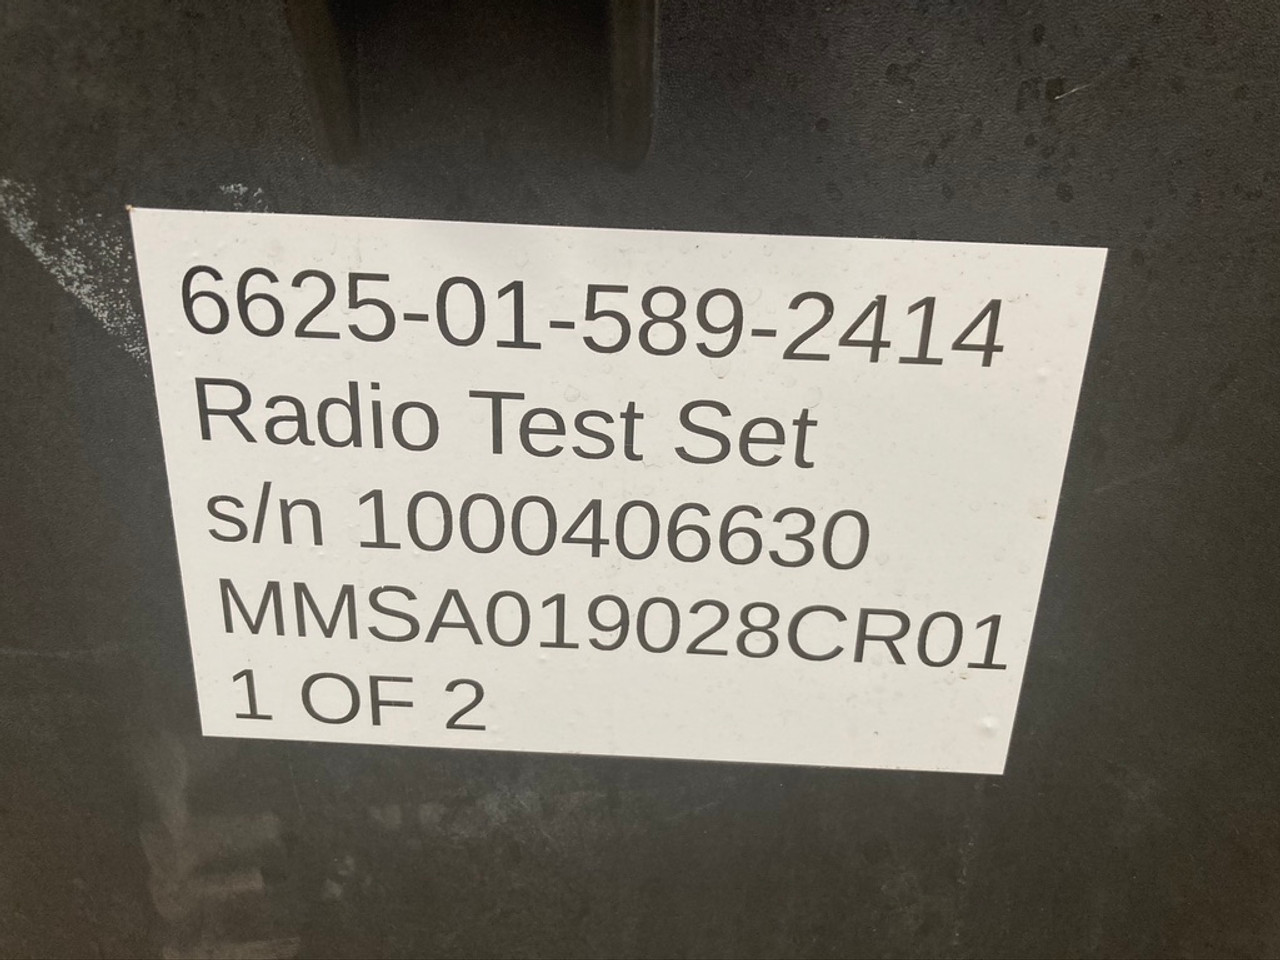 6625-01-589-2414
Radio Test Set
s/n 1000406630
MMSA019028CR01
1 OF 2